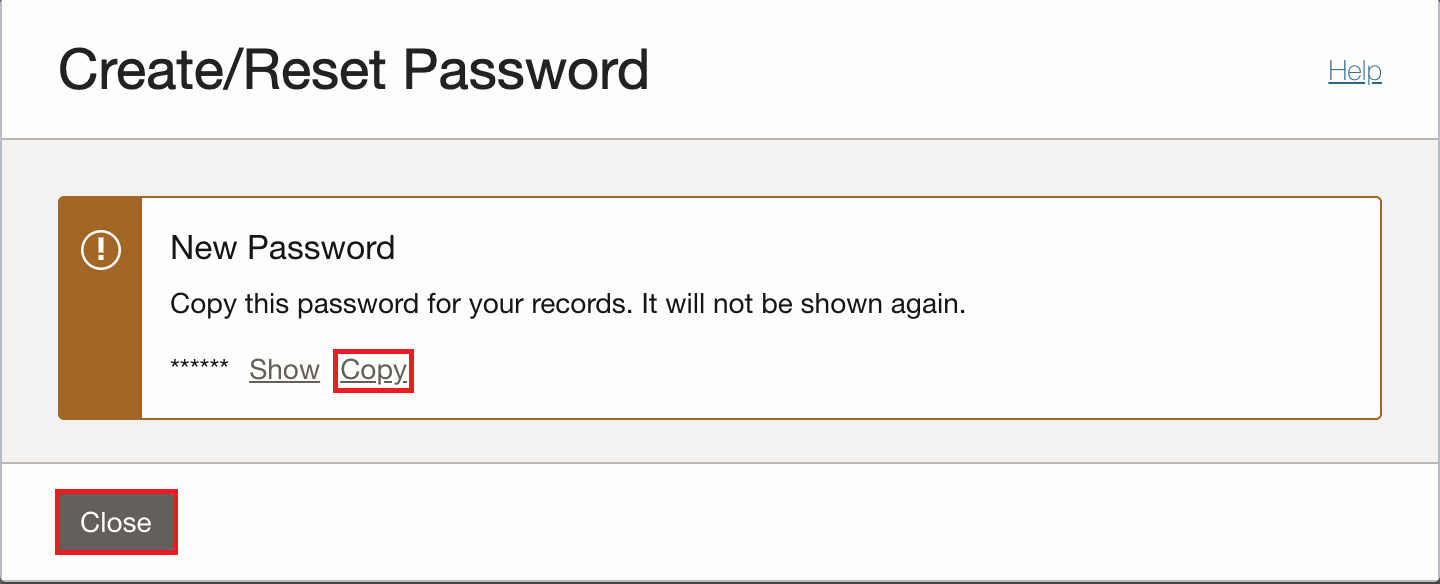 Create/Reset Password
Help
New Password
Copy this password for your records. It will not be shown again.
****** Show Copy
Close